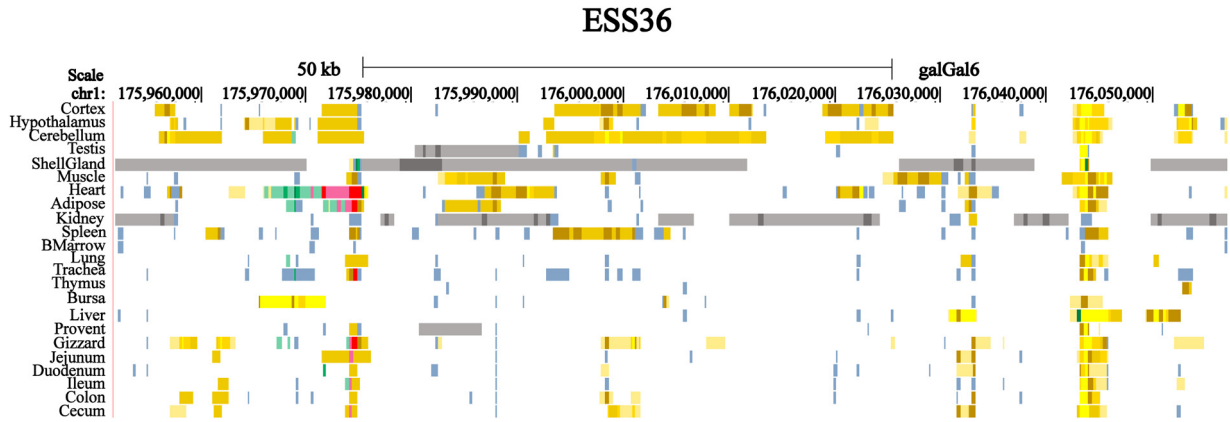 ESS36
Scale 50 kb galGal6
chr1: 175,960,000 175,970,000 175,980,000 175,990,000 176,000,000 176,010,000 176,020,000 176,030,000 176,040,000 176,050,000
Cortex
Hypothalamus
Cerebellum
Testis
ShellGland
Muscle
Heart
Adipose
Kidney
Spleen
BMarrow
Lung
Trachea
Thymus
Bursa
Liver
Provent
Gizzard
Jejunum
Duodenum
Ileum
Colon
Cecum